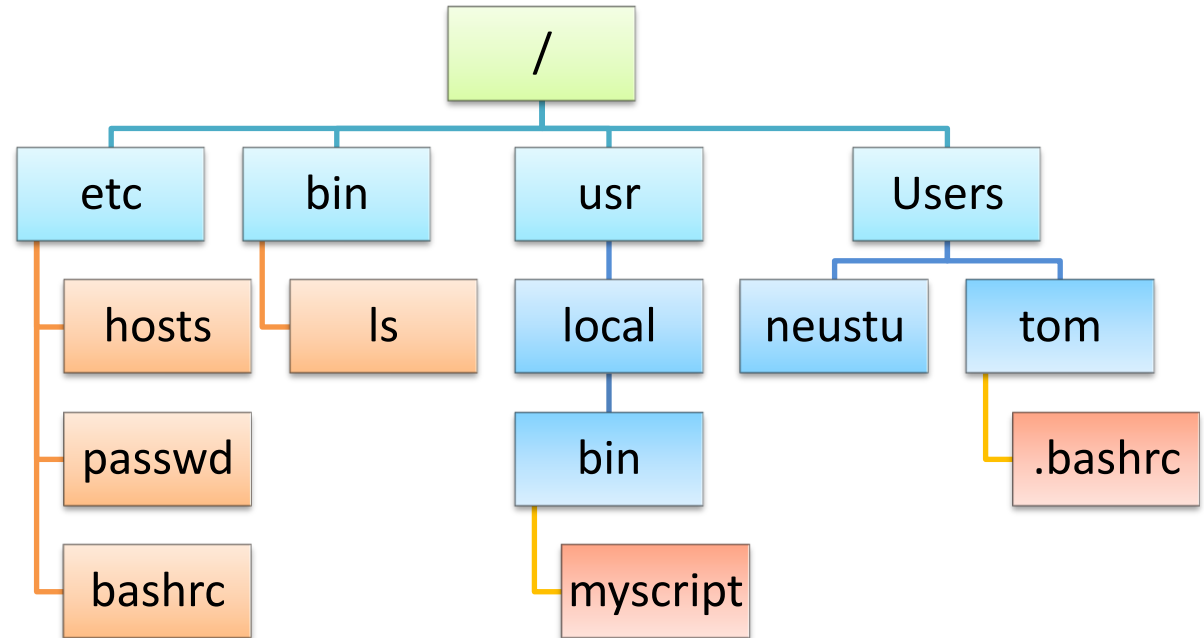 /
etc
bin
usr
Users
hosts
ls
local
neustu
tom
passwd
bin
.bashrc
bashrc
myscript